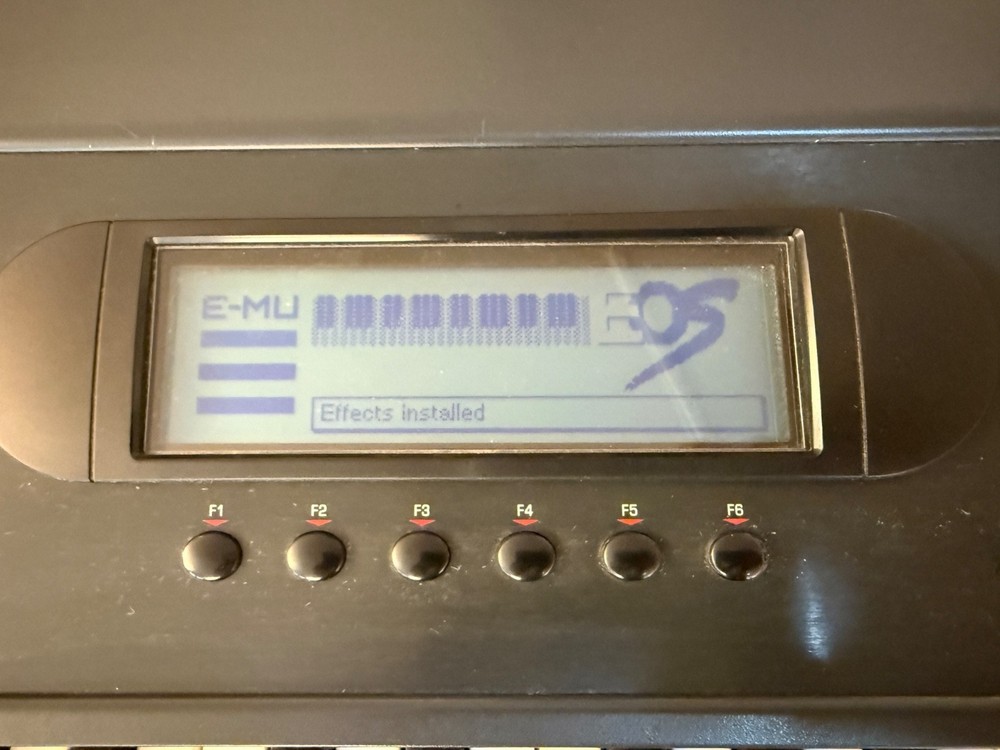 E-MU
EOS
Effects installed
F1 F2 F3 F4 F5 F6